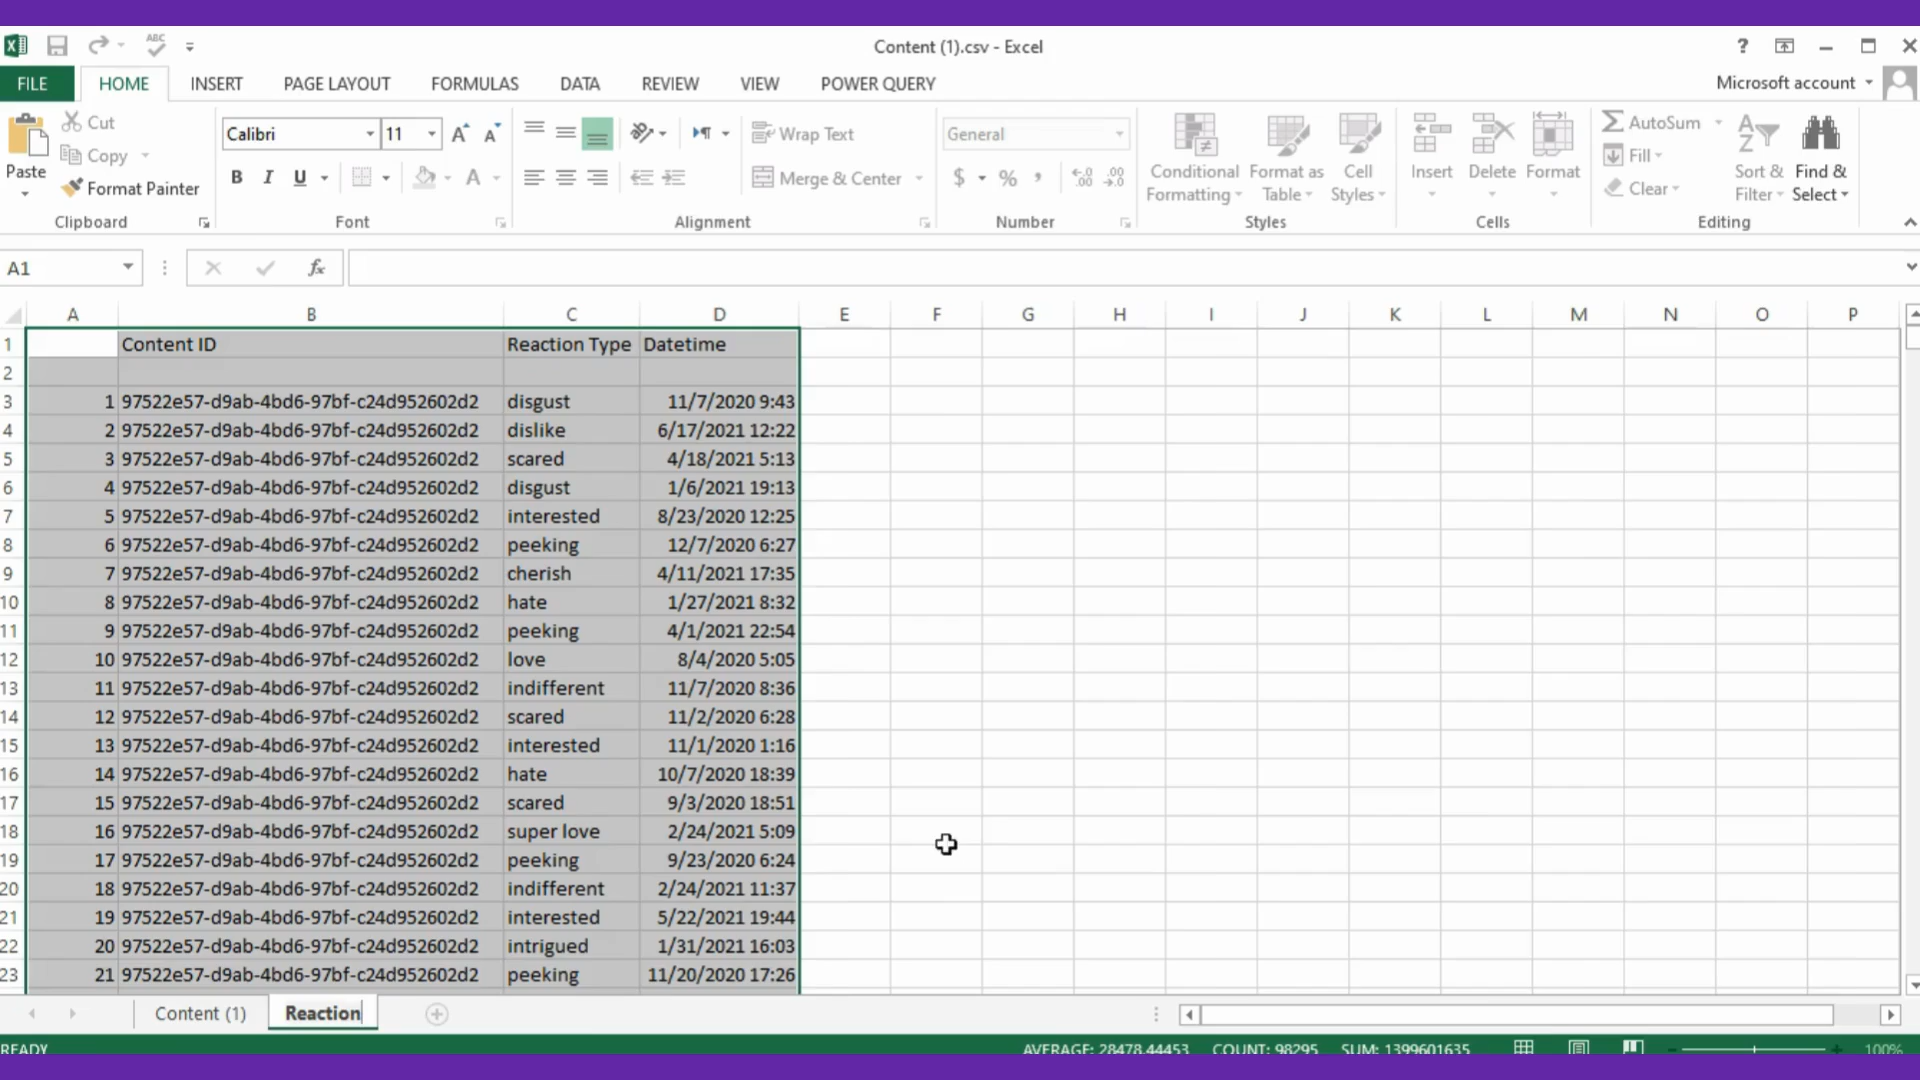 ABC
Content (1).csv - Excel
?
FILE HOME INSERT PAGE LAYOUT FORMULAS DATA REVIEW VIEW POWER QUERY
Microsoft account
Paste
Cut
Copy
Format Painter
Clipboard
Calibri 11
B I U
Font
Wrap Text
Merge & Center
Alignment
General
$ % ,
Number
Conditional Formatting
Format as Table
Cell Styles
Styles
Insert Delete Format
Cells
AutoSum
Fill
Clear
Sort & Filter
Find & Select
Editing
A1
fx
A B C D E F G H I J K L M N O P
1 Content ID Reaction Type Datetime
2
3 1 97522e57-d9ab-4bd6-97bf-c24d952602d2 disgust 11/7/2020 9:43
4 2 97522e57-d9ab-4bd6-97bf-c24d952602d2 dislike 6/17/2021 12:22
5 3 97522e57-d9ab-4bd6-97bf-c24d952602d2 scared 4/18/2021 5:13
6 4 97522e57-d9ab-4bd6-97bf-c24d952602d2 disgust 1/6/2021 19:13
7 5 97522e57-d9ab-4bd6-97bf-c24d952602d2 interested 8/23/2020 12:25
8 6 97522e57-d9ab-4bd6-97bf-c24d952602d2 peeking 12/7/2020 6:27
9 7 97522e57-d9ab-4bd6-97bf-c24d952602d2 cherish 4/11/2021 17:35
10 8 97522e57-d9ab-4bd6-97bf-c24d952602d2 hate 1/27/2021 8:32
11 9 97522e57-d9ab-4bd6-97bf-c24d952602d2 peeking 4/1/2021 22:54
12 10 97522e57-d9ab-4bd6-97bf-c24d952602d2 love 8/4/2020 5:05
13 11 97522e57-d9ab-4bd6-97bf-c24d952602d2 indifferent 11/7/2020 8:36
14 12 97522e57-d9ab-4bd6-97bf-c24d952602d2 scared 11/2/2020 6:28
15 13 97522e57-d9ab-4bd6-97bf-c24d952602d2 interested 11/1/2020 1:16
16 14 97522e57-d9ab-4bd6-97bf-c24d952602d2 hate 10/7/2020 18:39
17 15 97522e57-d9ab-4bd6-97bf-c24d952602d2 scared 9/3/2020 18:51
18 16 97522e57-d9ab-4bd6-97bf-c24d952602d2 super love 2/24/2021 5:09
19 17 97522e57-d9ab-4bd6-97bf-c24d952602d2 peeking 9/23/2020 6:24
20 18 97522e57-d9ab-4bd6-97bf-c24d952602d2 indifferent 2/24/2021 11:37
21 19 97522e57-d9ab-4bd6-97bf-c24d952602d2 interested 5/22/2021 19:44
22 20 97522e57-d9ab-4bd6-97bf-c24d952602d2 intrigued 1/31/2021 16:03
23 21 97522e57-d9ab-4bd6-97bf-c24d952602d2 peeking 11/20/2020 17:26
Content (1) Reaction
READY AVERAGE: 28478.44453 COUNT: 98295 SUM: 1399601635 100%